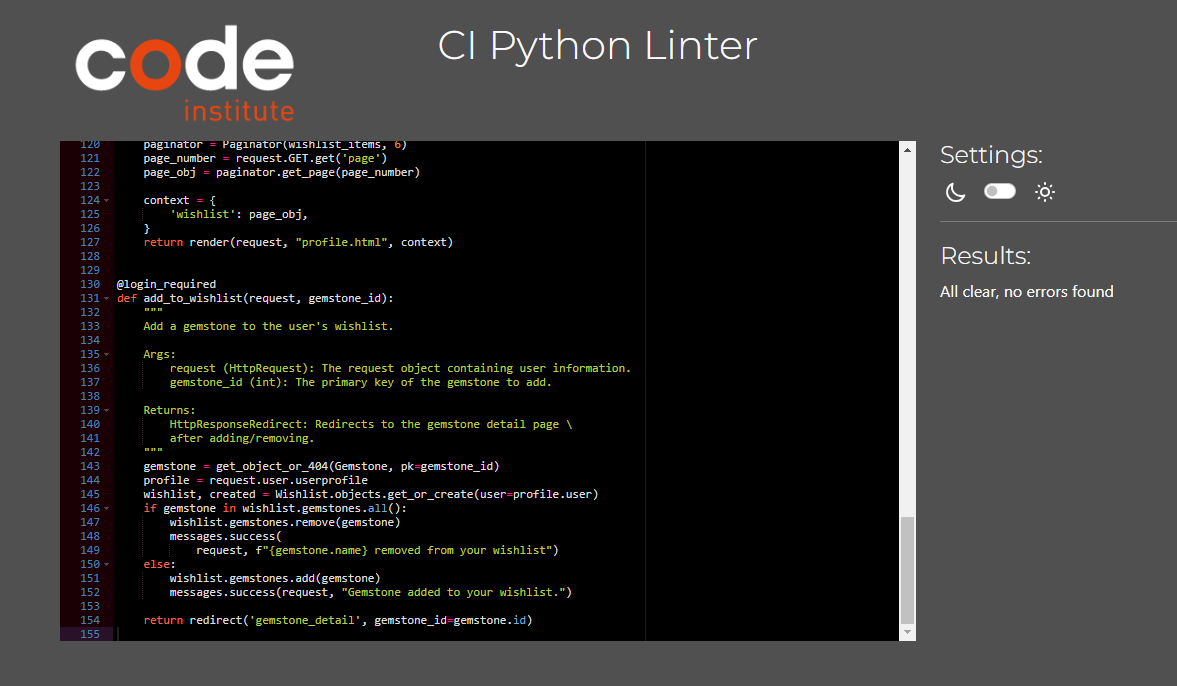 code
institute
CI Python Linter
120 paginator = Paginator(wishlist_items, 6)
121 page_number = request.GET.get('page')
122 page_obj = paginator.get_page(page_number)
123
124 context = {
125 'wishlist': page_obj,
126 }
127 return render(request, "profile.html", context)
128
129
130 @login_required
131 def add_to_wishlist(request, gemstone_id):
132 """
133 Add a gemstone to the user's wishlist.
134
135 Args:
136 request (HttpRequest): The request object containing user information.
137 gemstone_id (int): The primary key of the gemstone to add.
138
139 Returns:
140 HttpResponseRedirect: Redirects to the gemstone detail page \
141 after adding/removing.
142 """
143 gemstone = get_object_or_404(Gemstone, pk=gemstone_id)
144 profile = request.user.userprofile
145 wishlist, created = Wishlist.objects.get_or_create(user=profile.user)
146 if gemstone in wishlist.gemstones.all():
147 wishlist.gemstones.remove(gemstone)
148 messages.success(
149 request, f"{gemstone.name} removed from your wishlist")
150 else:
151 wishlist.gemstones.add(gemstone)
152 messages.success(request, "Gemstone added to your wishlist.")
153
154 return redirect('gemstone_detail', gemstone_id=gemstone.id)
155
Settings:
Results:
All clear, no errors found